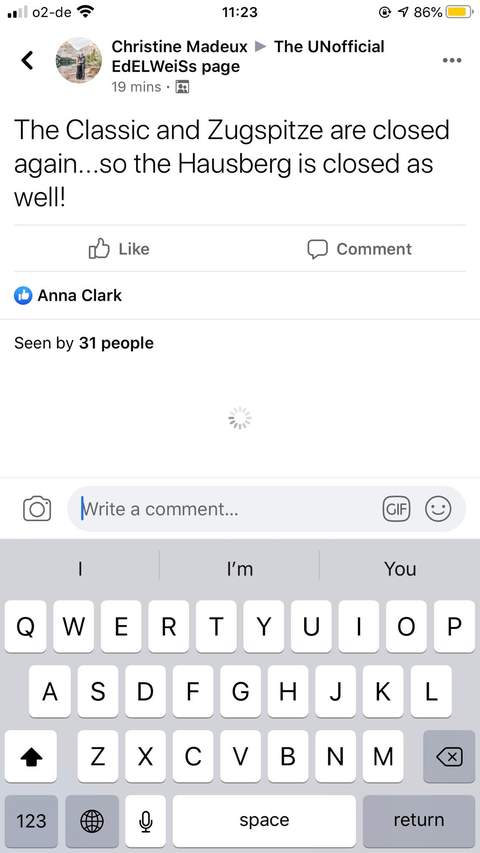 o2-de 11:23 86%
Christine Madeux ▶ The UNofficial
EdELWeiSs page
19 mins ·
The Classic and Zugspitze are closed
again...so the Hausberg is closed as
well!
Like Comment
Anna Clark
Seen by 31 people
Write a comment... GIF
I I'm You
Q W E R T Y U I O P
A S D F G H J K L
Z X C V B N M
123 space return